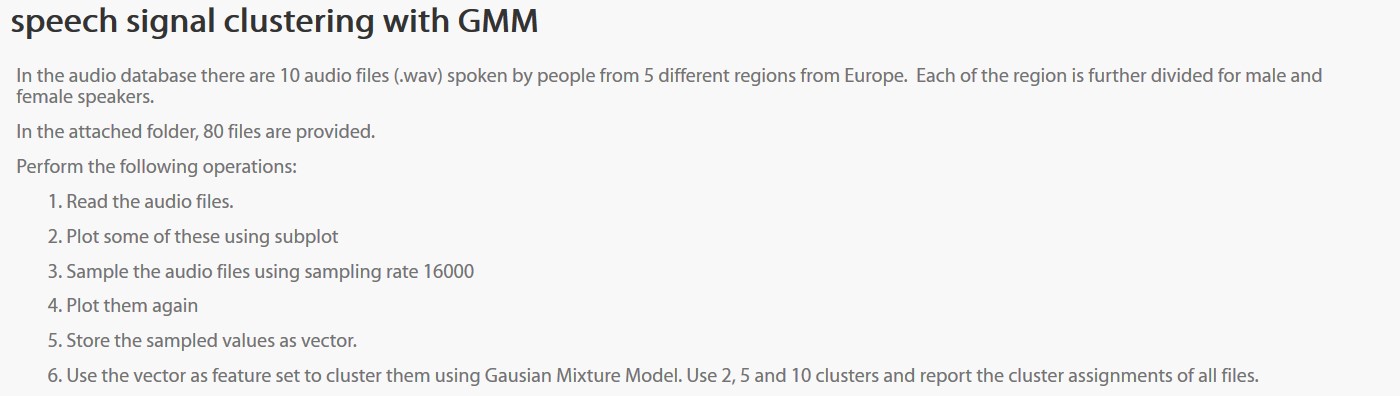 speech signal clustering with GMM
In the audio database there are 10 audio files (.wav) spoken by people from 5 different regions from Europe.  Each of the region is further divided for male and
female speakers.
In the attached folder, 80 files are provided.
Perform the following operations:
1. Read the audio files.
2. Plot some of these using subplot
3. Sample the audio files using sampling rate 16000
4. Plot them again
5. Store the sampled values as vector.
6. Use the vector as feature set to cluster them using Gausian Mixture Model. Use 2, 5 and 10 clusters and report the cluster assignments of all files.